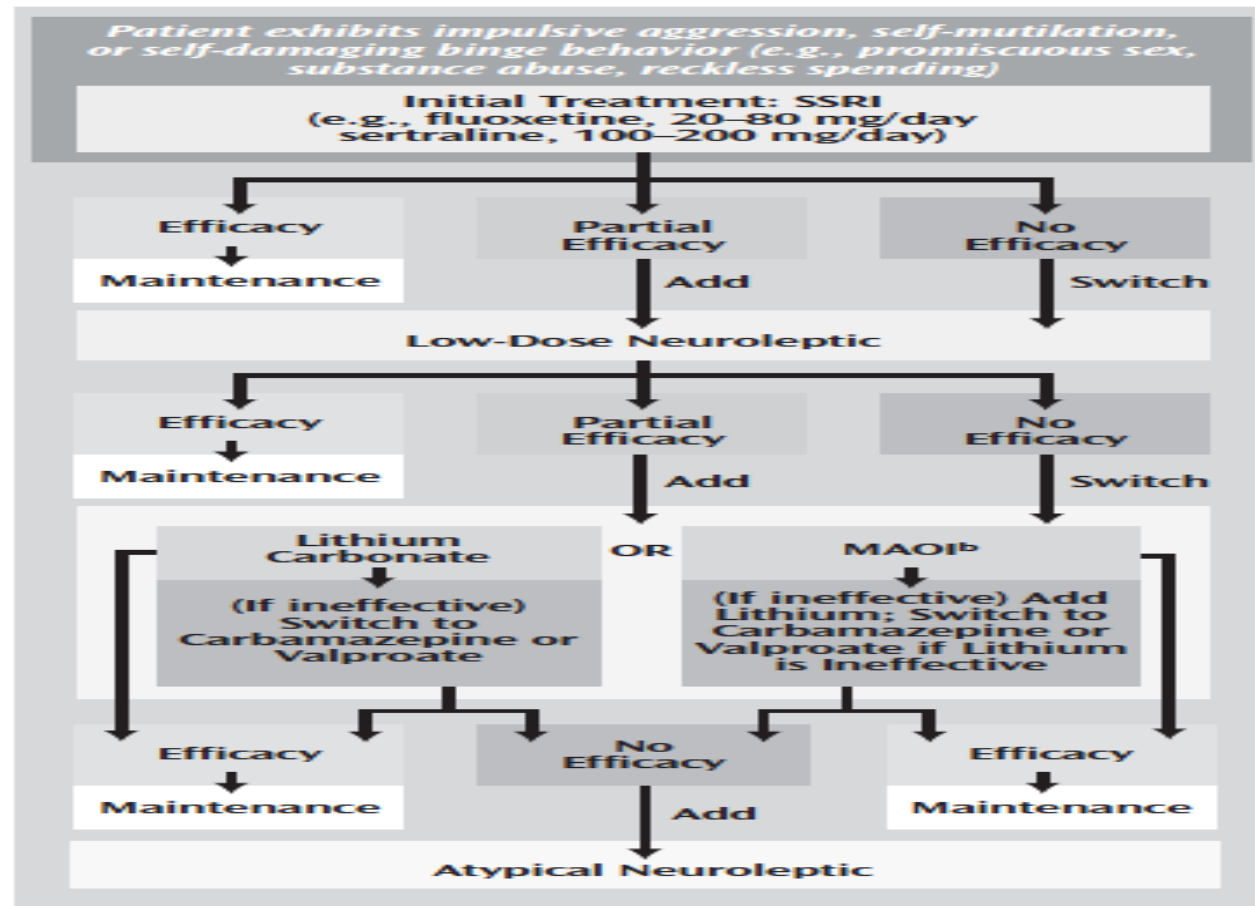 Patient exhibits impulsive aggression, self-mutilation,
or self-damaging binge behavior (e.g., promiscuous sex,
substance abuse, reckless spending)
Initial Treatment: SSRI
(e.g., fluoxetine, 20–80 mg/day
sertraline, 100–200 mg/day)
Efficacy
Maintenance
Partial
Efficacy
Add
No
Efficacy
Switch
Low-Dose Neuroleptic
Efficacy
Maintenance
Partial
Efficacy
Add
No
Efficacy
Switch
Lithium
Carbonate
(If ineffective)
Switch to
Carbamazepine or
Valproate
OR
MAOIᵇ
(If ineffective) Add
Lithium; Switch to
Carbamazepine or
Valproate if Lithium
is Ineffective
Efficacy
Maintenance
No
Efficacy
Add
Efficacy
Maintenance
Atypical Neuroleptic